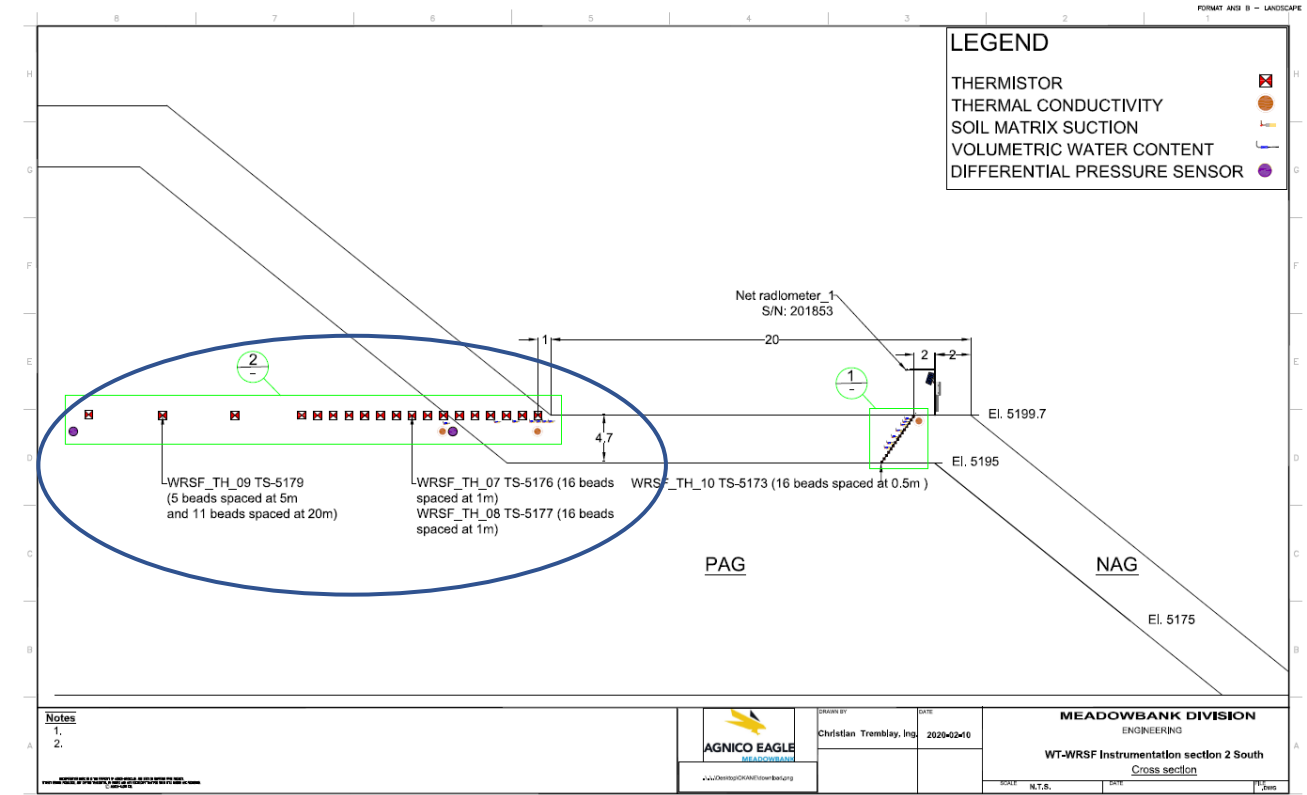 FORMAT ANSI B - LANDSCAPE
8 7 6 5 4 3 2 1
H
G
F
E
D
C
B
A
H
G
F
E
D
C
B
A
LEGEND
THERMISTOR
THERMAL CONDUCTIVITY
SOIL MATRIX SUCTION
VOLUMETRIC WATER CONTENT
DIFFERENTIAL PRESSURE SENSOR
Net radiometer_1
S/N: 201853
1
20
2
2
2
-
1
-
4.7
El. 5199.7
El. 5195
WRSF_TH_09 TS-5179
(5 beads spaced at 5m
and 11 beads spaced at 20m)
WRSF_TH_07 TS-5176 (16 beads
spaced at 1m)
WRSF_TH_08 TS-5177 (16 beads
spaced at 1m)
WRSF_TH_10 TS-5173 (16 beads spaced at 0.5m )
PAG
NAG
El. 5175
Notes
1.
2.
AGNICO EAGLE
MEADOWBANK
DRAWN BY
Christian Tremblay, Ing.
DATE
2020-02-10
MEADOWBANK DIVISION
ENGINEERING
WT-WRSF Instrumentation section 2 South
Cross section
SCALE
N.T.S.
DATE
FILE
.DWG